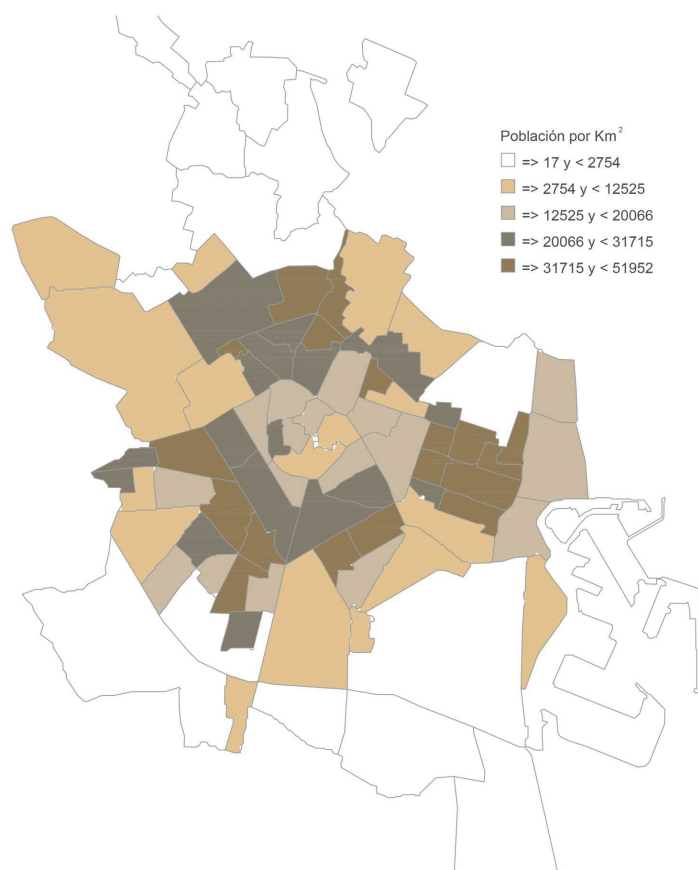 Población por Km²
=> 17 y < 2754
=> 2754 y < 12525
=> 12525 y < 20066
=> 20066 y < 31715
=> 31715 y < 51952